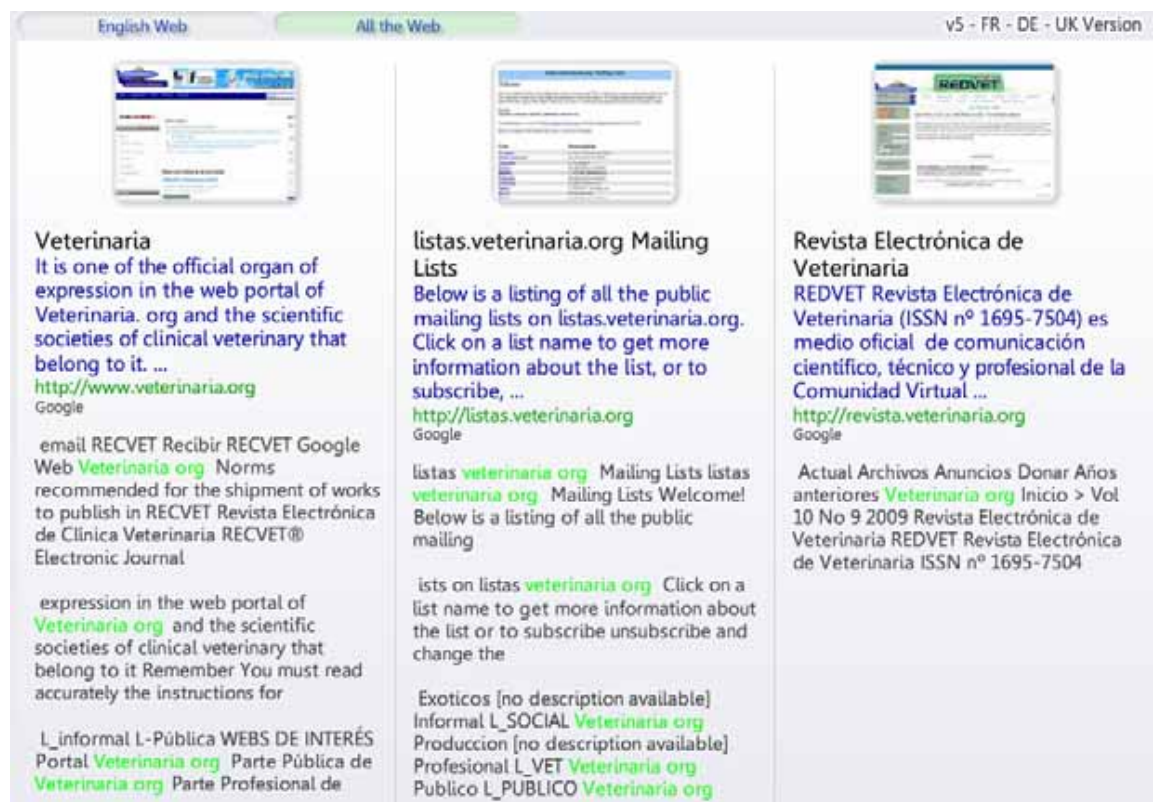 English Web
All the Web
v5 - FR - DE - UK Version
REDVET
Veterinaria
It is one of the official organ of
expression in the web portal of
Veterinaria. org and the scientific
societies of clinical veterinary that
belong to it. ...
http://www.veterinaria.org
Google
email RECVET Recibir RECVET Google
Web Veterinaria org Norms
recommended for the shipment of works
to publish in RECVET Revista Electrónica
de Clínica Veterinaria RECVET®
Electronic Journal
expression in the web portal of
Veterinaria org and the scientific
societies of clinical veterinary that
belong to it Remember You must read
accurately the instructions for
L_informal L-Pública WEBS DE INTERÉS
Portal Veterinaria org Parte Pública de
Veterinaria org Parte Profesional de
listas.veterinaria.org Mailing
Lists
Below is a listing of all the public
mailing lists on listas.veterinaria.org.
Click on a list name to get more
information about the list, or to
subscribe, ...
http://listas.veterinaria.org
Google
listas veterinaria org Mailing Lists listas
veterinaria org Mailing Lists Welcome!
Below is a listing of all the public
mailing
ists on listas veterinaria org Click on a
list name to get more information about
the list or to subscribe unsubscribe and
change the
Exoticos [no description available]
Informal L_SOCIAL Veterinaria org
Produccion [no description available]
Profesional L_VET Veterinaria org
Publico L_PUBLICO Veterinaria org
Revista Electrónica de
Veterinaria
REDVET Revista Electrónica de
Veterinaria (ISSN nº 1695-7504) es
medio oficial de comunicación
científico, técnico y profesional de la
Comunidad Virtual ...
http://revista.veterinaria.org
Google
Actual Archivos Anuncios Donar Años
anteriores Veterinaria org Inicio > Vol
10 No 9 2009 Revista Electrónica de
Veterinaria REDVET Revista Electrónica
de Veterinaria ISSN nº 1695-7504